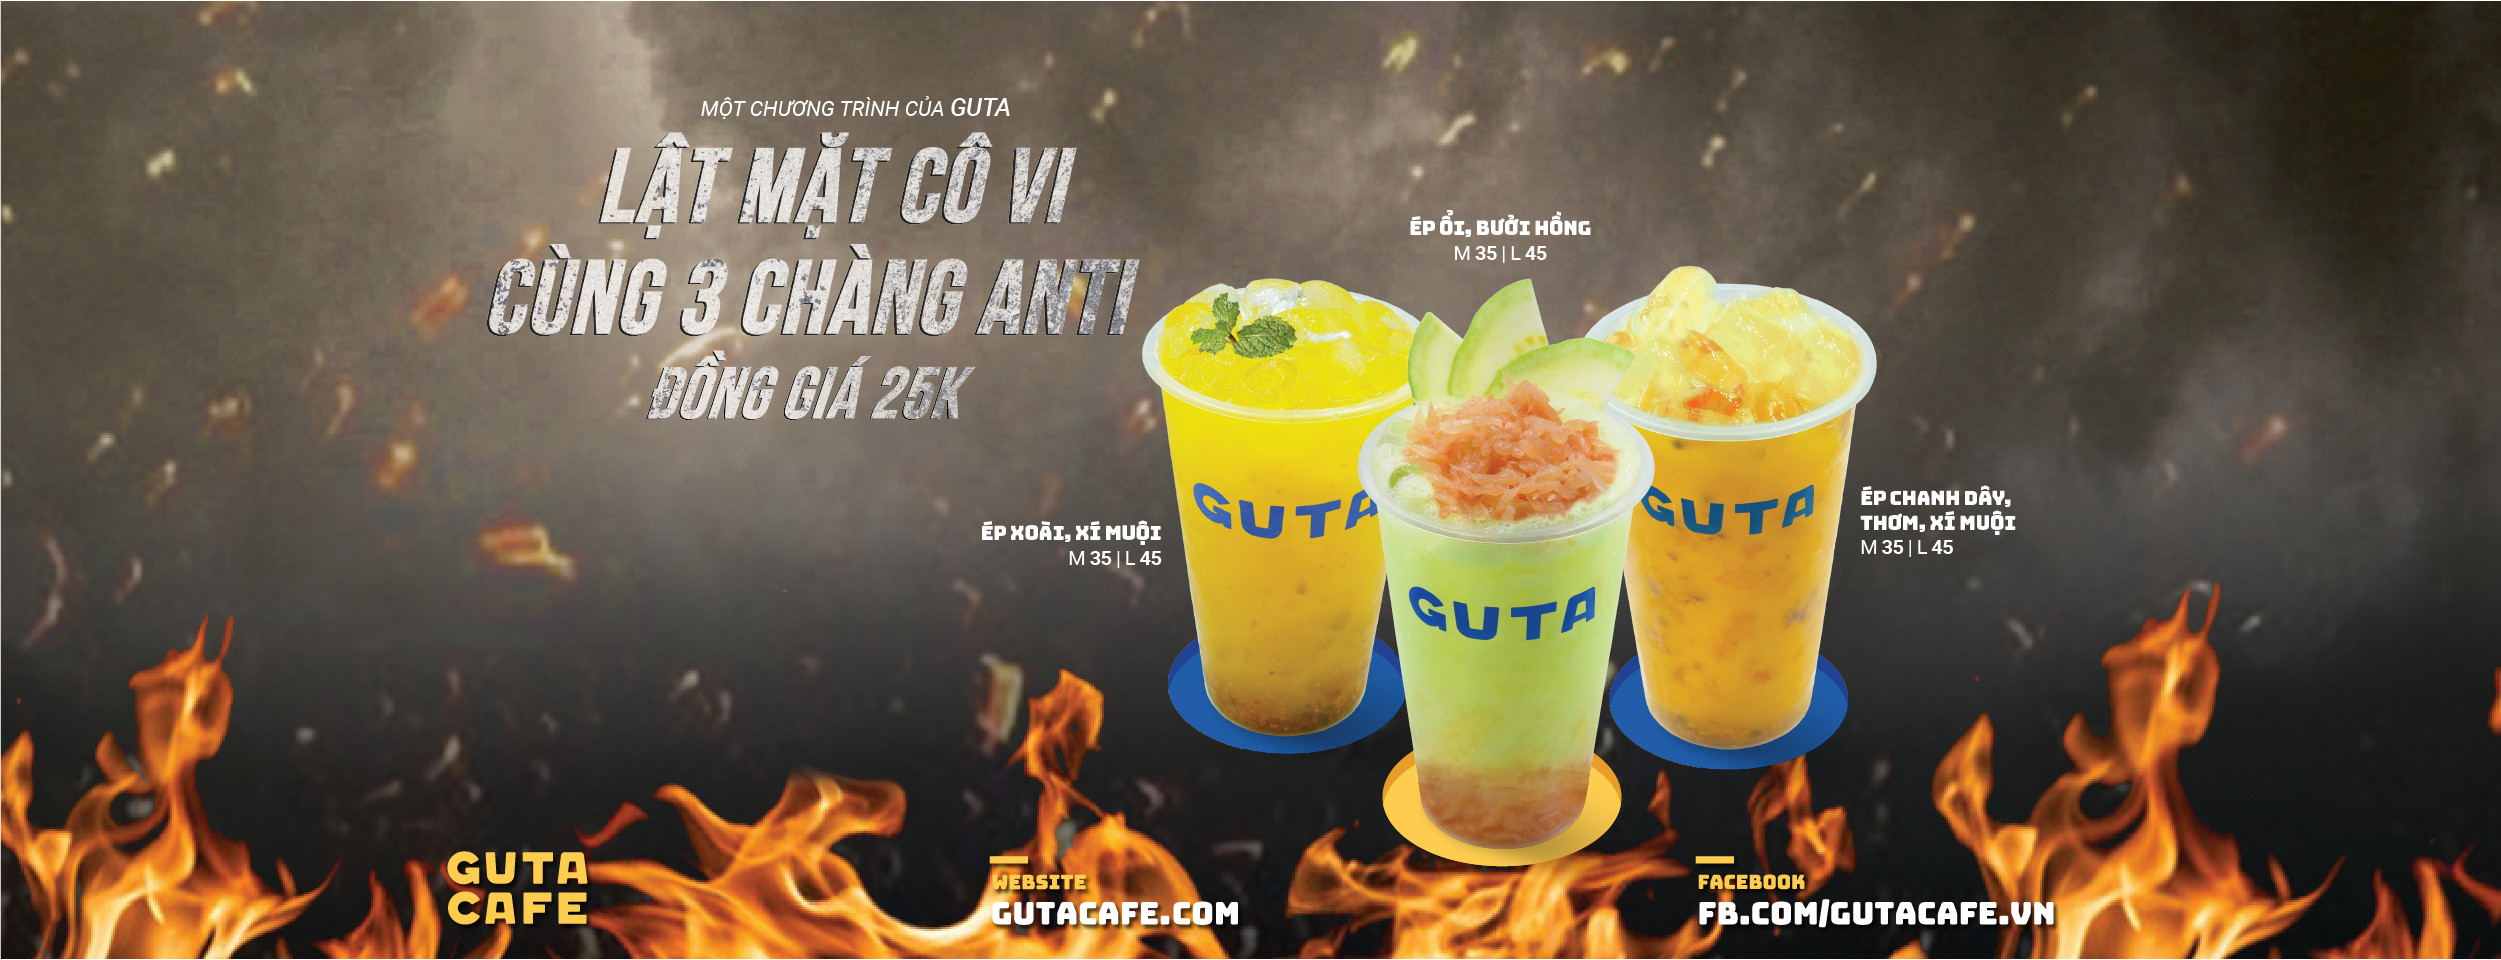 MỘT CHƯƠNG TRÌNH CỦA GUTA
LẬT MẶT CÔ VI
CÙNG 3 CHÀNG ANTI
ĐỒNG GIÁ 25K
ÉP ỔI, BƯỞI HỒNG
M 35 | L 45
ÉP XOÀI, XÍ MUỘI
M 35 | L 45
ÉP CHANH DÂY,
THƠM, XÍ MUỘI
M 35 | L 45
GUTA
GUTA
GUTA
GUTA
CAFE
WEBSITE
GUTACAFE.COM
FACEBOOK
FB.COM/GUTACAFE.VN